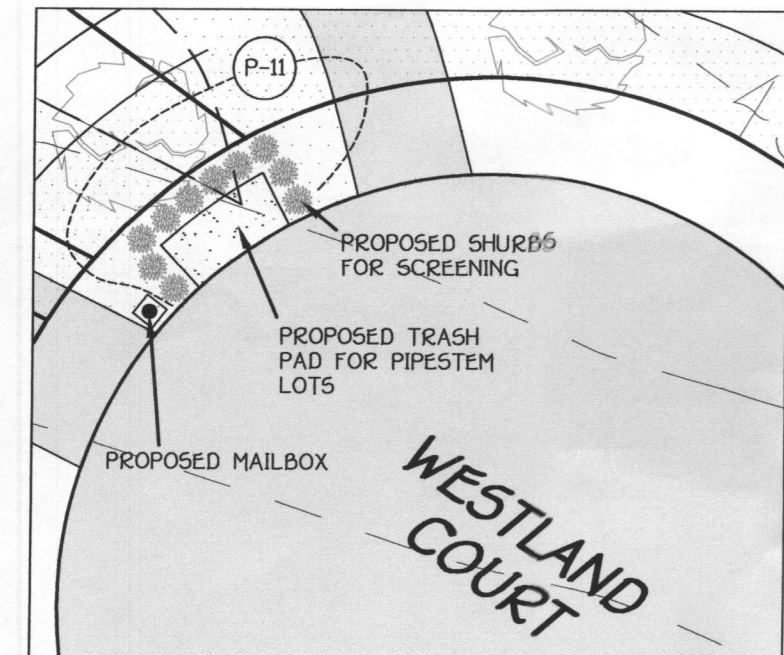 P-11
PROPOSED SHURBS
FOR SCREENING
PROPOSED TRASH
PAD FOR PIPESTEM
LOTS
PROPOSED MAILBOX
WESTLAND
COURT